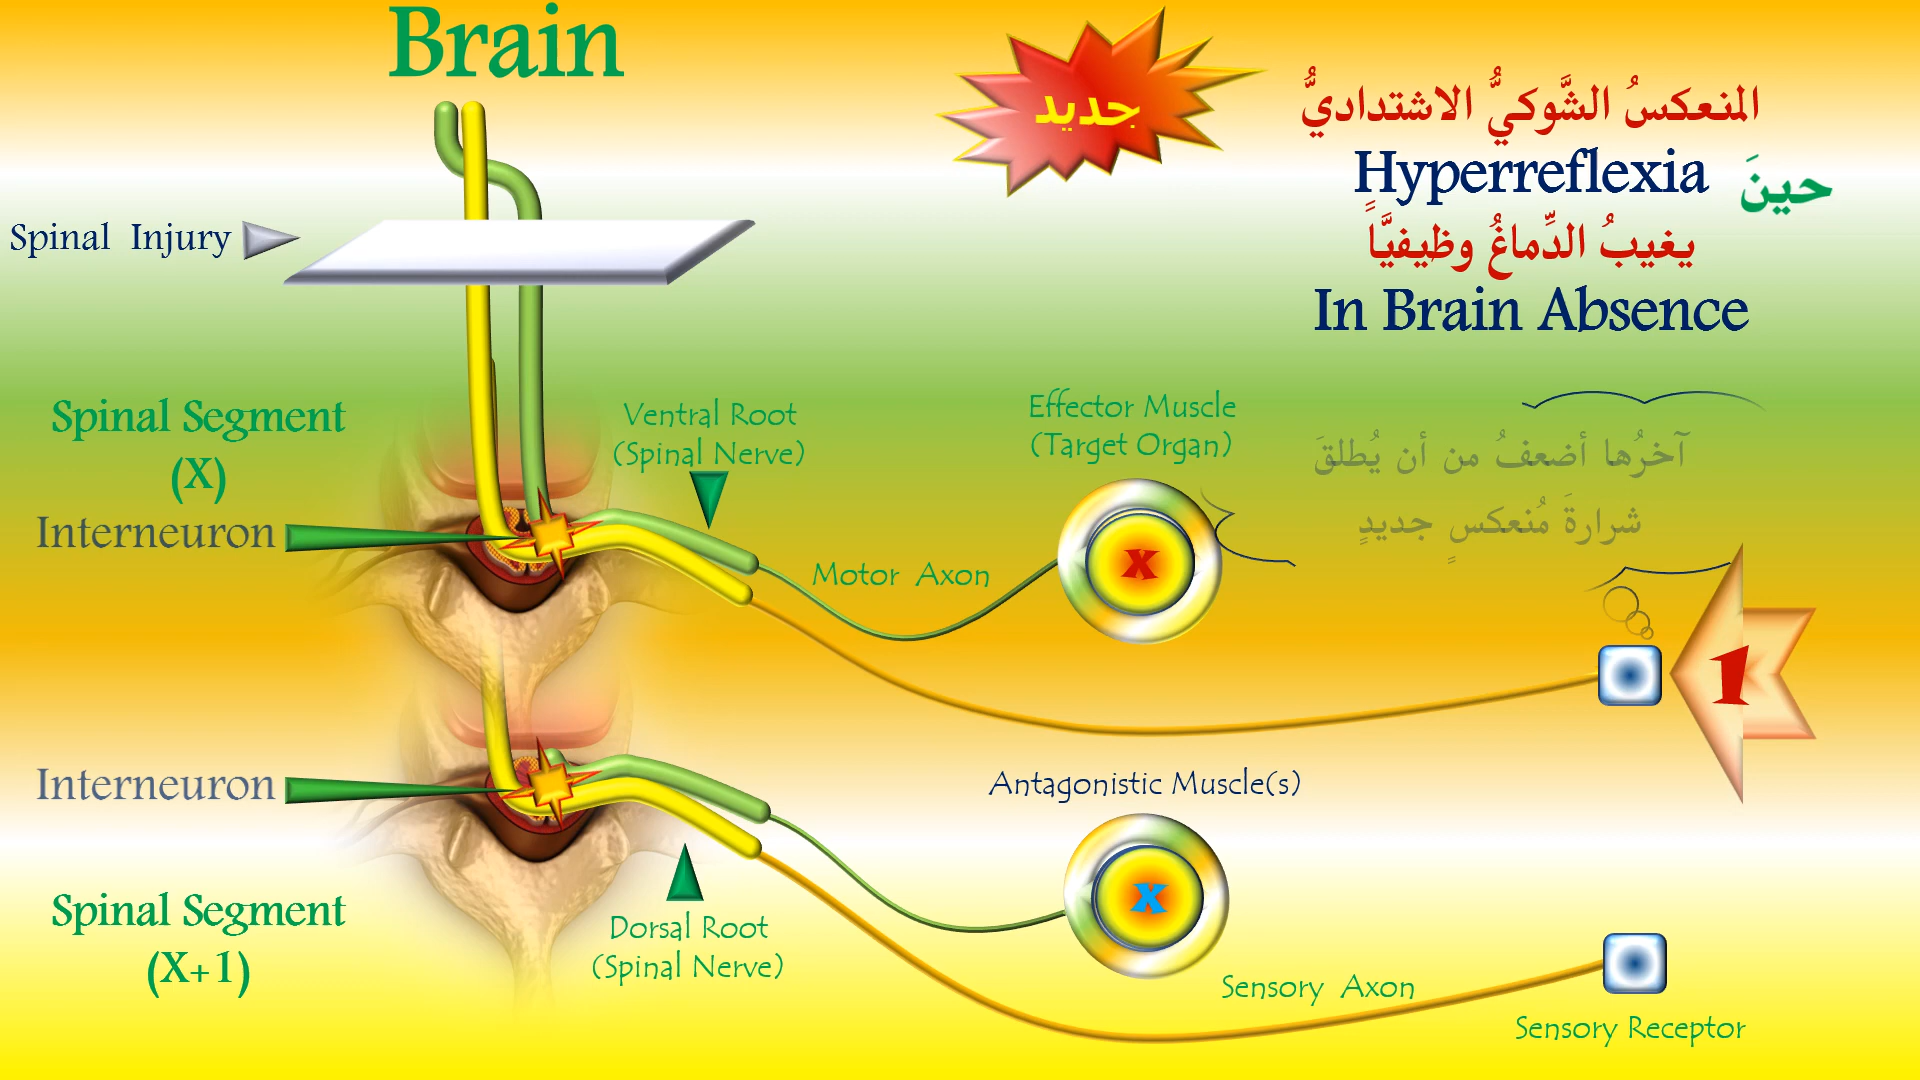 Brain
جديد
المنعكسُ الشَّوكيُّ الاشتداديُّ
Hyperreflexia حينَ
يغيبُ الدِّماغُ وظيفيَّاً
In Brain Absence
Spinal Injury
Spinal Segment
(X)
Ventral Root
(Spinal Nerve)
Effector Muscle
(Target Organ)
آخرُها أضعفُ من أن يُطلقَ
شرارةَ مُنعكسٍ جديدٍ
Interneuron
Motor Axon
x
1
Interneuron
Antagonistic Muscle(s)
x
Spinal Segment
(X+1)
Dorsal Root
(Spinal Nerve)
Sensory Axon
Sensory Receptor